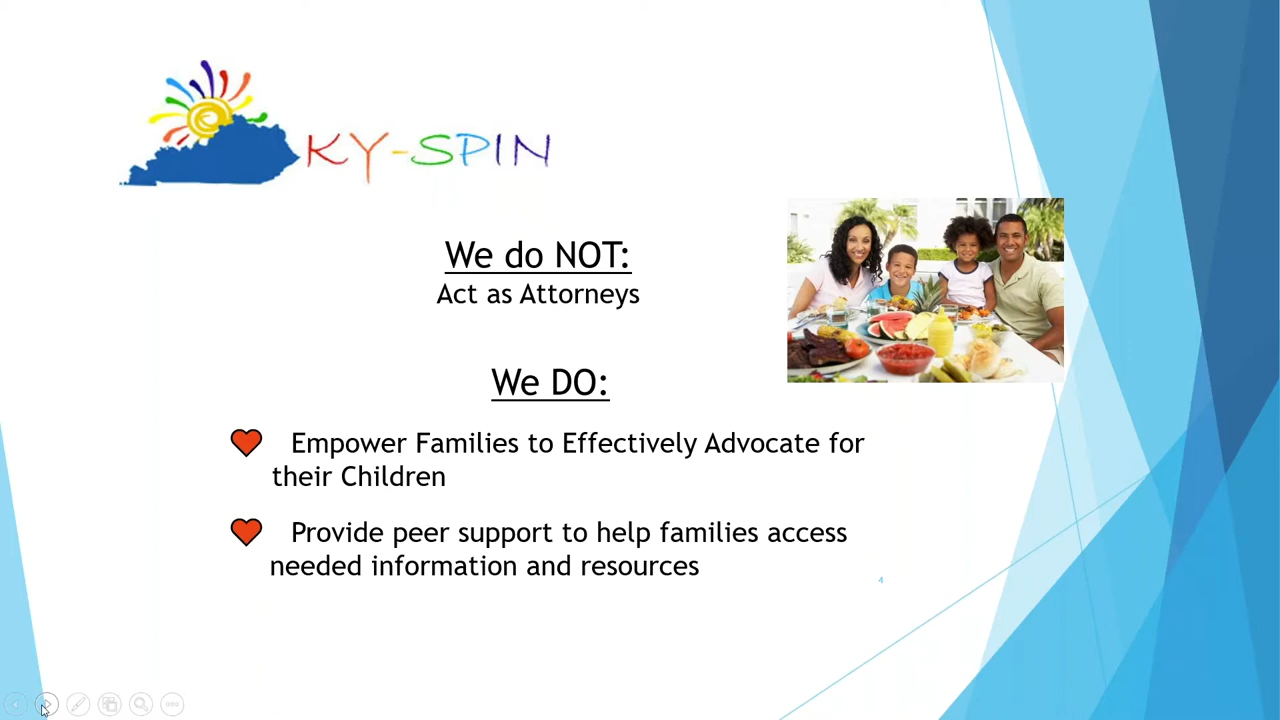 KY-SPIN
We do NOT:
Act as Attorneys
We DO:
Empower Families to Effectively Advocate for
their Children
Provide peer support to help families access
needed information and resources
4